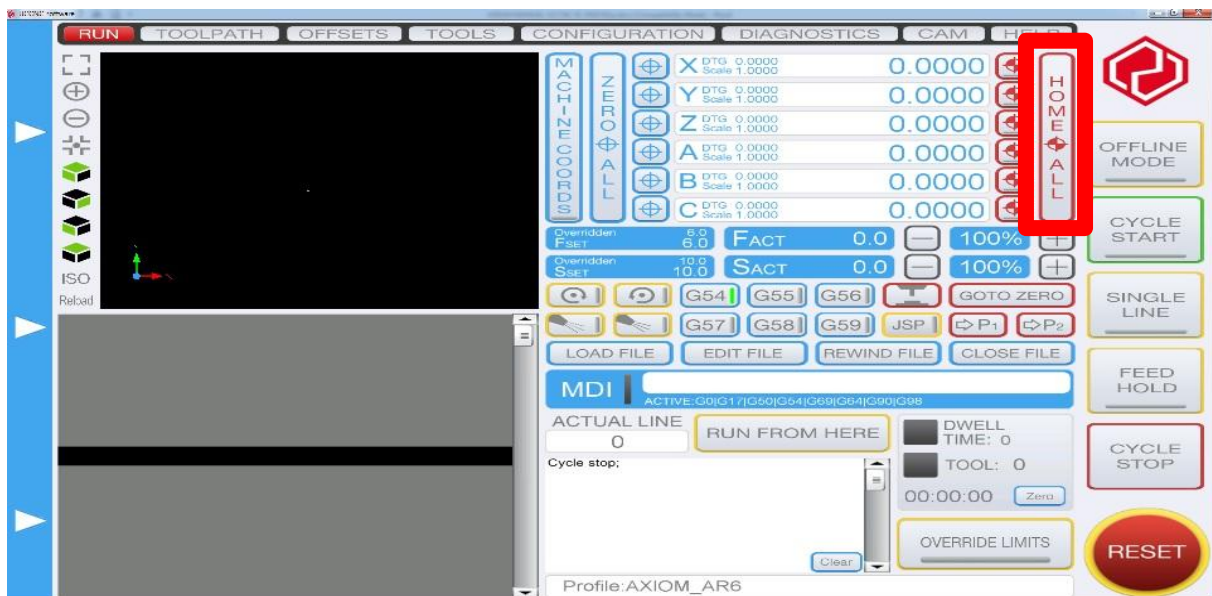 UCCNC software
RUN TOOLPATH OFFSETS TOOLS CONFIGURATION DIAGNOSTICS CAM HELP
MACHINE COORDS
ZERO ALL
X DTG 0.0000 Scale 1.0000 0.0000
Y DTG 0.0000 Scale 1.0000 0.0000
Z DTG 0.0000 Scale 1.0000 0.0000
A DTG 0.0000 Scale 1.0000 0.0000
B DTG 0.0000 Scale 1.0000 0.0000
C DTG 0.0000 Scale 1.0000 0.0000
HOME ALL
ISO
Reload
Overridden 6.0
FSET 6.0 FACT 0.0 100%
Overridden 10.0
SSET 10.0 SACT 0.0 100%
G54 G55 G56 GOTO ZERO
G57 G58 G59 JSP P1 P2
LOAD FILE EDIT FILE REWIND FILE CLOSE FILE
MDI
ACTIVE:G0|G17|G50|G54|G69|G64|G90|G98
ACTUAL LINE
0
RUN FROM HERE
DWELL
TIME: 0
TOOL: 0
00:00:00 Zero
Cycle stop;
Clear
OVERRIDE LIMITS
Profile:AXIOM_AR6
OFFLINE
MODE
CYCLE
START
SINGLE
LINE
FEED
HOLD
CYCLE
STOP
RESET